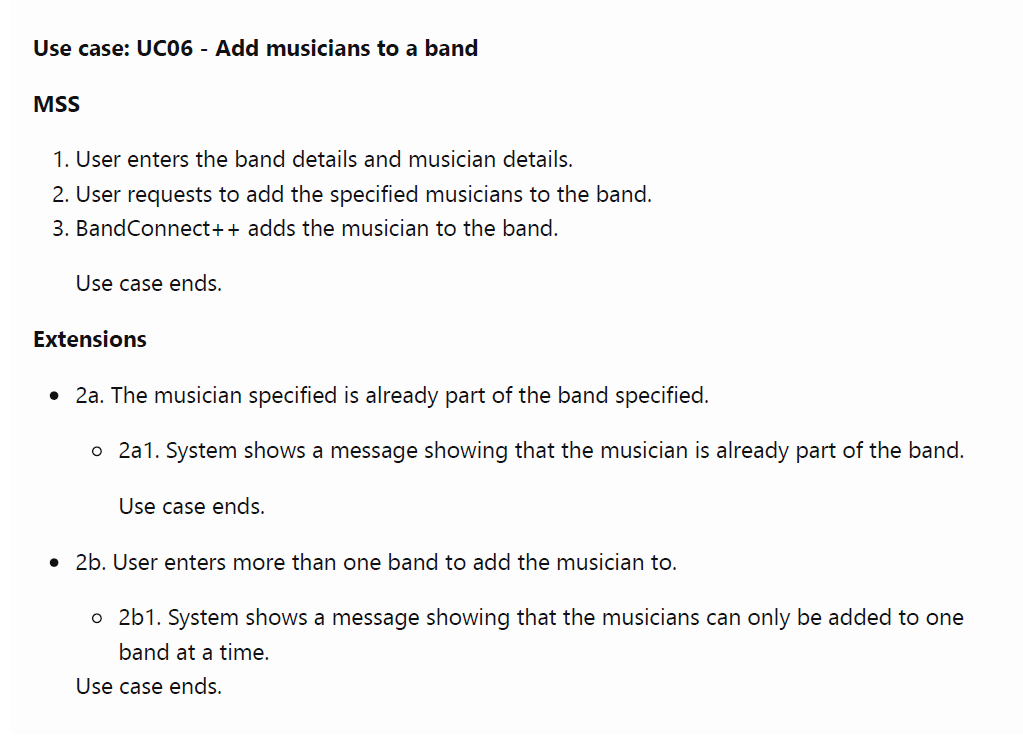 Use case: UC06 - Add musicians to a band
MSS
1. User enters the band details and musician details.
2. User requests to add the specified musicians to the band.
3. BandConnect++ adds the musician to the band.
Use case ends.
Extensions
• 2a. The musician specified is already part of the band specified.
○ 2a1. System shows a message showing that the musician is already part of the band.
Use case ends.
• 2b. User enters more than one band to add the musician to.
○ 2b1. System shows a message showing that the musicians can only be added to one
band at a time.
Use case ends.